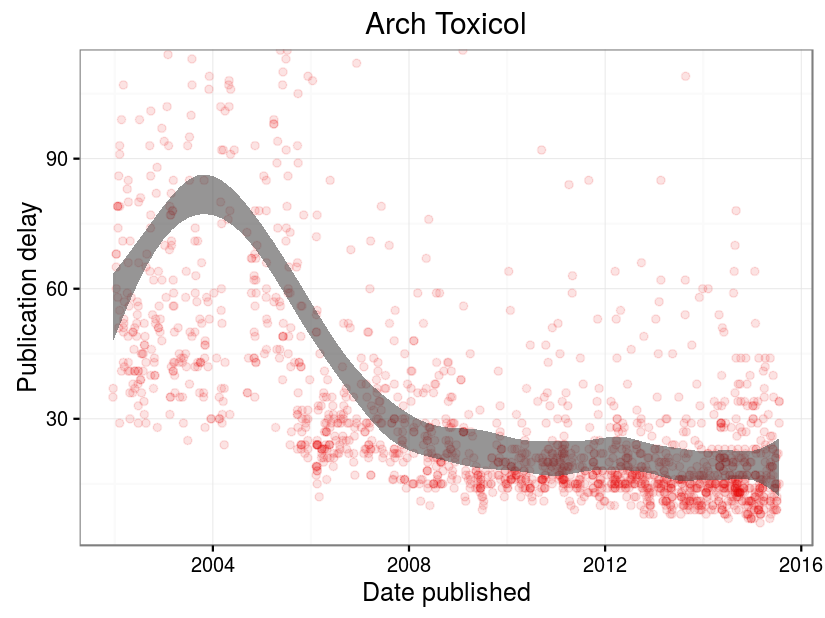 Arch Toxicol
Publication delay
90
60
30
2004
2008
2012
2016
Date published